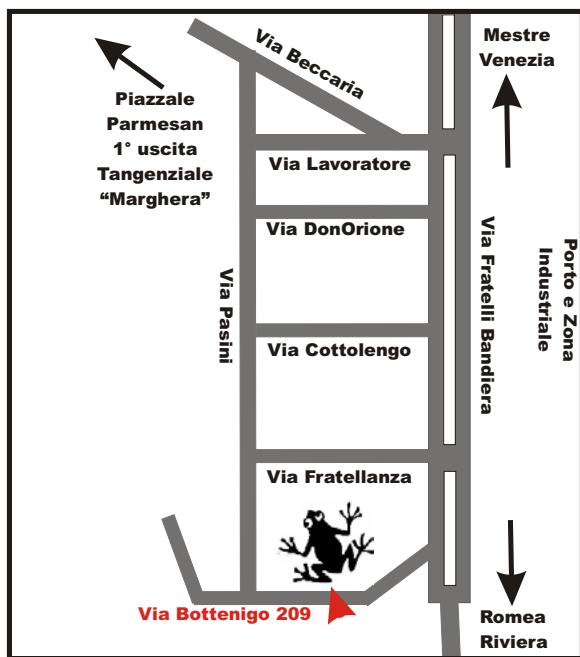 Via Beccaria
Mestre
Venezia
Piazzale
Parmesan
1° uscita
Tangenziale
“Marghera”
Via Lavoratore
Via DonOrione
Via Pasini
Via Fratelli Bandiera
Porto e Zona
Industriale
Via Cottolengo
Via Fratellanza
Via Bottenigo 209
Romea
Riviera